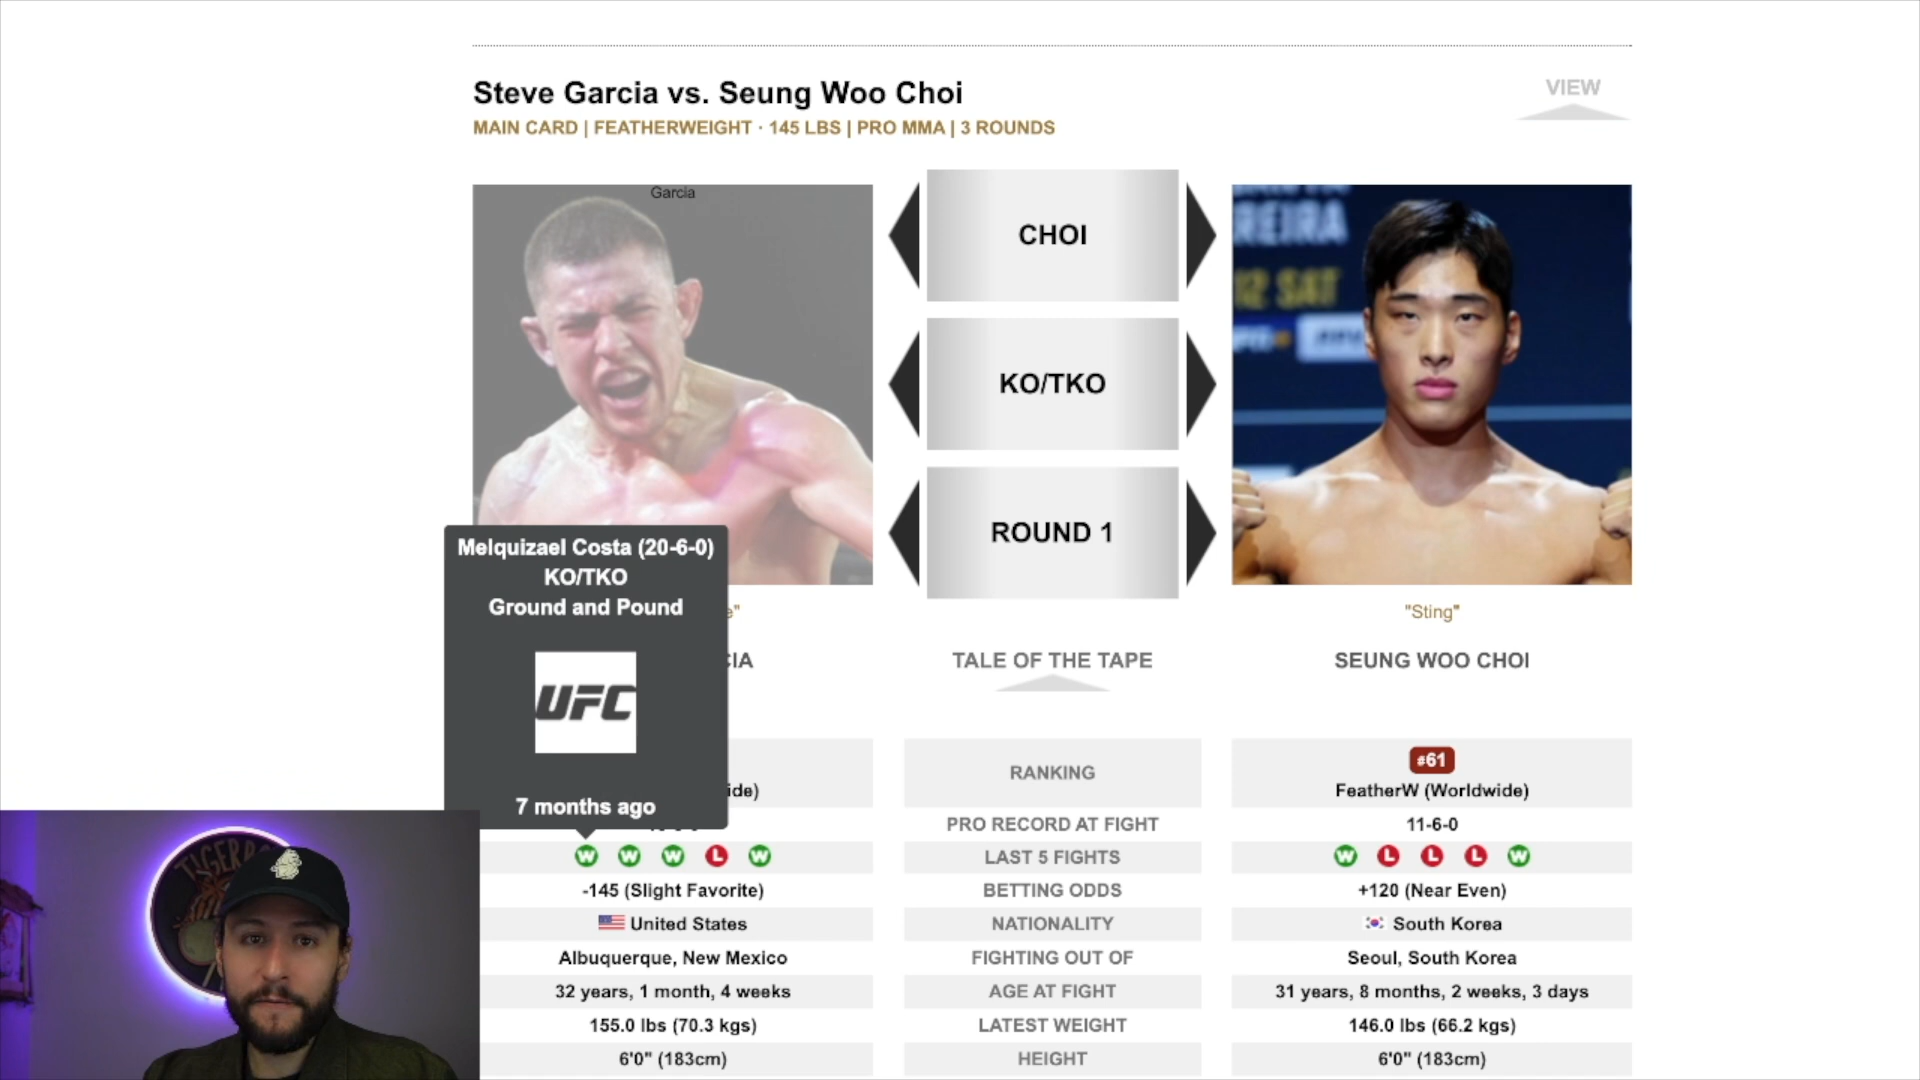 Steve Garcia vs. Seung Woo Choi
VIEW
MAIN CARD | FEATHERWEIGHT · 145 LBS | PRO MMA | 3 ROUNDS
Garcia
CHOI
KO/TKO
ROUND 1
REIRA
12 SAT
Melquizael Costa (20-6-0)
KO/TKO
Ground and Pound
UFC
7 months ago
e"
"Sting"
CIA
TALE OF THE TAPE
SEUNG WOO CHOI
RANKING
#61
ide)
FeatherW (Worldwide)
PRO RECORD AT FIGHT
11-6-0
W W W L W
LAST 5 FIGHTS
W L L L W
-145 (Slight Favorite)
BETTING ODDS
+120 (Near Even)
United States
NATIONALITY
South Korea
Albuquerque, New Mexico
FIGHTING OUT OF
Seoul, South Korea
32 years, 1 month, 4 weeks
AGE AT FIGHT
31 years, 8 months, 2 weeks, 3 days
155.0 lbs (70.3 kgs)
LATEST WEIGHT
146.0 lbs (66.2 kgs)
6'0" (183cm)
HEIGHT
6'0" (183cm)